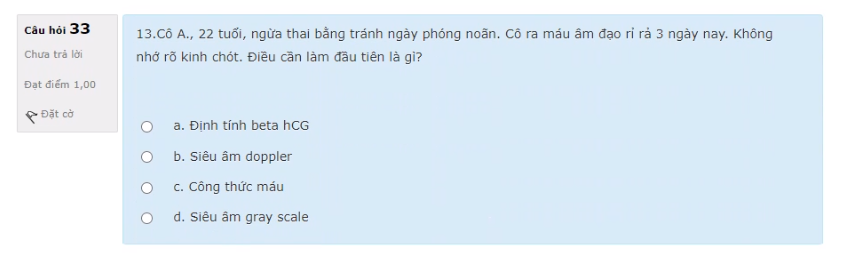 Câu hỏi 33
Chưa trả lời
Đạt điểm 1,00
Đặt cờ
13.Cô A., 22 tuổi, ngừa thai bằng tránh ngày phóng noãn. Cô ra máu âm đạo rỉ rả 3 ngày nay. Không
nhớ rõ kinh chót. Điều cần làm đầu tiên là gì?
a. Định tính beta hCG
b. Siêu âm doppler
c. Công thức máu
d. Siêu âm gray scale